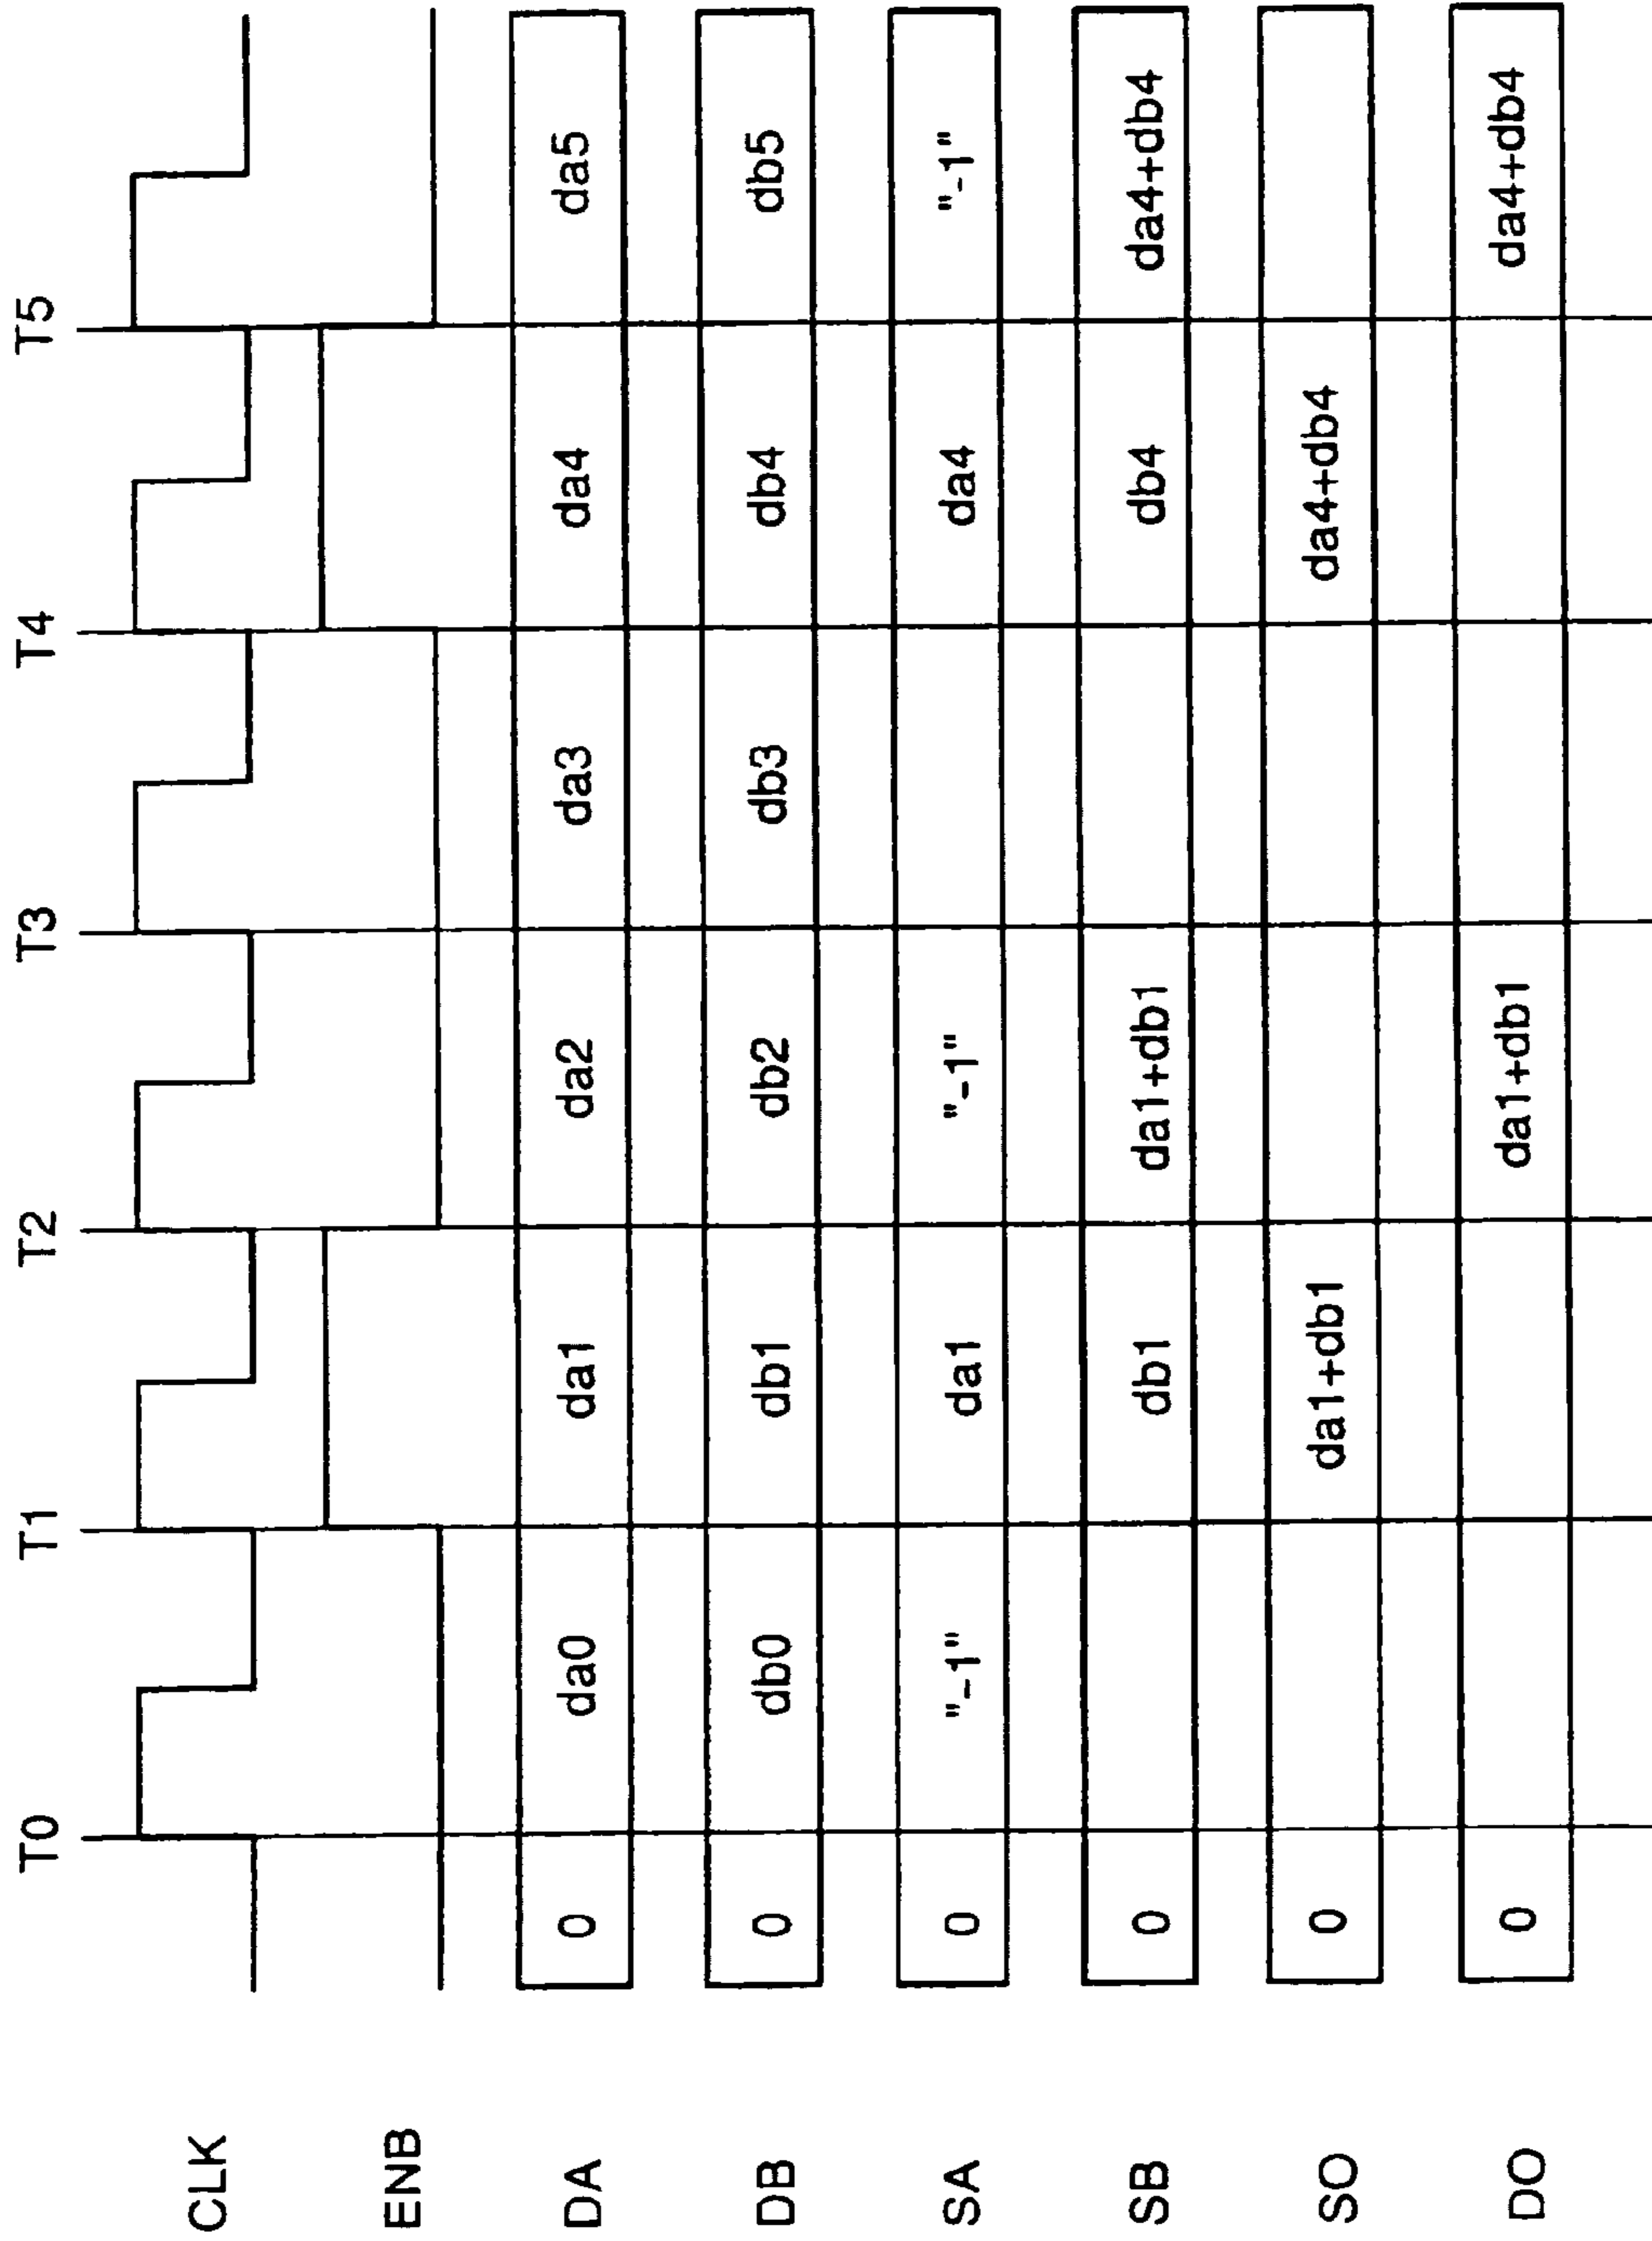 T0 T1 T2 T3 T4 T5
CLK
ENB
DA 0 da0 da1 da2 da3 da4 da5
DB 0 db0 db1 db2 db3 db4 db5
SA 0 "-1" da1 "-1" da4 "-1"
SB 0 db1 da1+db1 db4 da4+db4
SO 0 da1+db1 da4+db4
DO 0 da1+db1 da4+db4